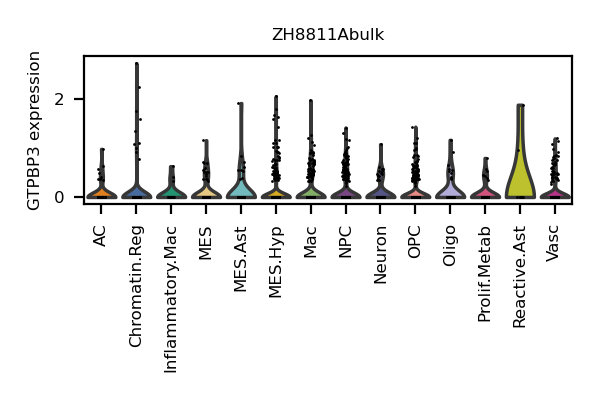 ZH8811Abulk
GTPBP3 expression
2
0
AC
Chromatin.Reg
Inflammatory.Mac
MES
MES.Ast
MES.Hyp
Mac
NPC
Neuron
OPC
Oligo
Prolif.Metab
Reactive.Ast
Vasc